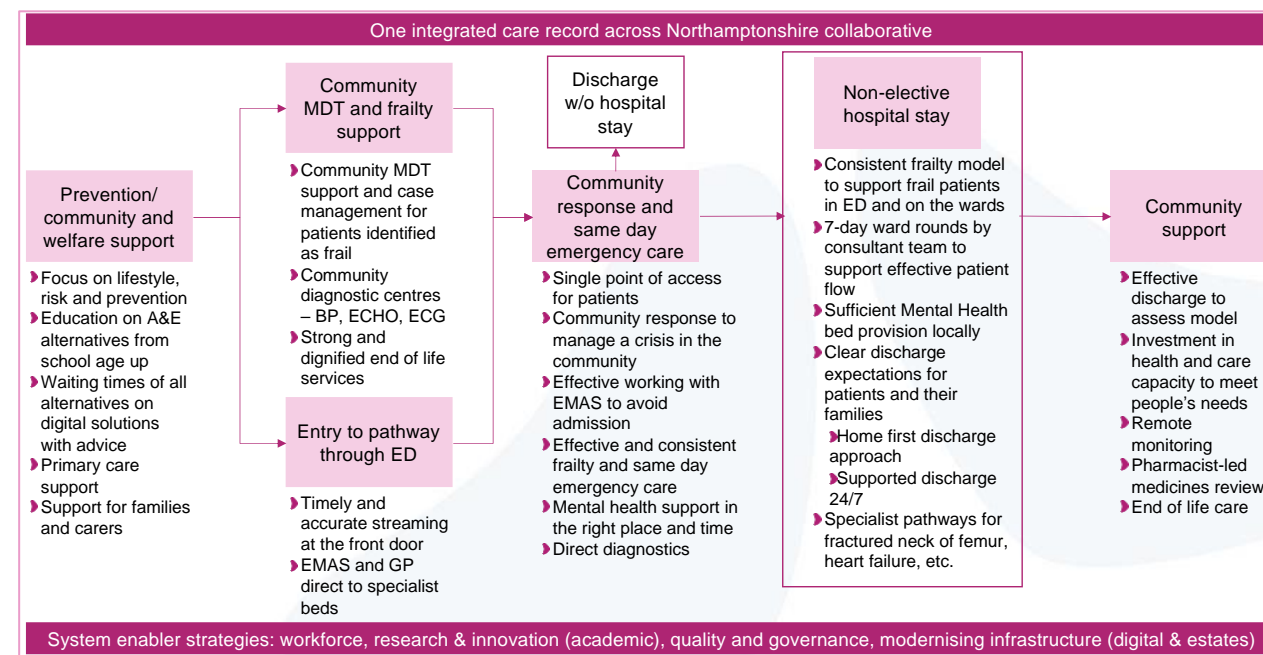 One integrated care record across Northamptonshire collaborative
Prevention/
community and
welfare support
Focus on lifestyle,
risk and prevention
Education on A&E
alternatives from
school age up
Waiting times of all
alternatives on
digital solutions
with advice
Primary care
support
Support for families
and carers
Community
MDT and frailty
support
Community MDT
support and case
management for
patients identified
as frail
Community
diagnostic centres
– BP, ECHO, ECG
Strong and
dignified end of life
services
Entry to pathway
through ED
Timely and
accurate streaming
at the front door
EMAS and GP
direct to specialist
beds
Discharge
w/o hospital
stay
Community
response and
same day
emergency care
Single point of access
for patients
Community response to
manage a crisis in the
community
Effective working with
EMAS to avoid
admission
Effective and consistent
frailty and same day
emergency care
Mental health support in
the right place and time
Direct diagnostics
Non-elective
hospital stay
Consistent frailty model
to support frail patients
in ED and on the wards
7-day ward rounds by
consultant team to
support effective patient
flow
Sufficient Mental Health
bed provision locally
Clear discharge
expectations for
patients and their
families
Home first discharge
approach
Supported discharge
24/7
Specialist pathways for
fractured neck of femur,
heart failure, etc.
Community
support
Effective
discharge to
assess model
Investment in
health and care
capacity to meet
people's needs
Remote
monitoring
Pharmacist-led
medicines review
End of life care
System enabler strategies: workforce, research & innovation (academic), quality and governance, modernising infrastructure (digital & estates)